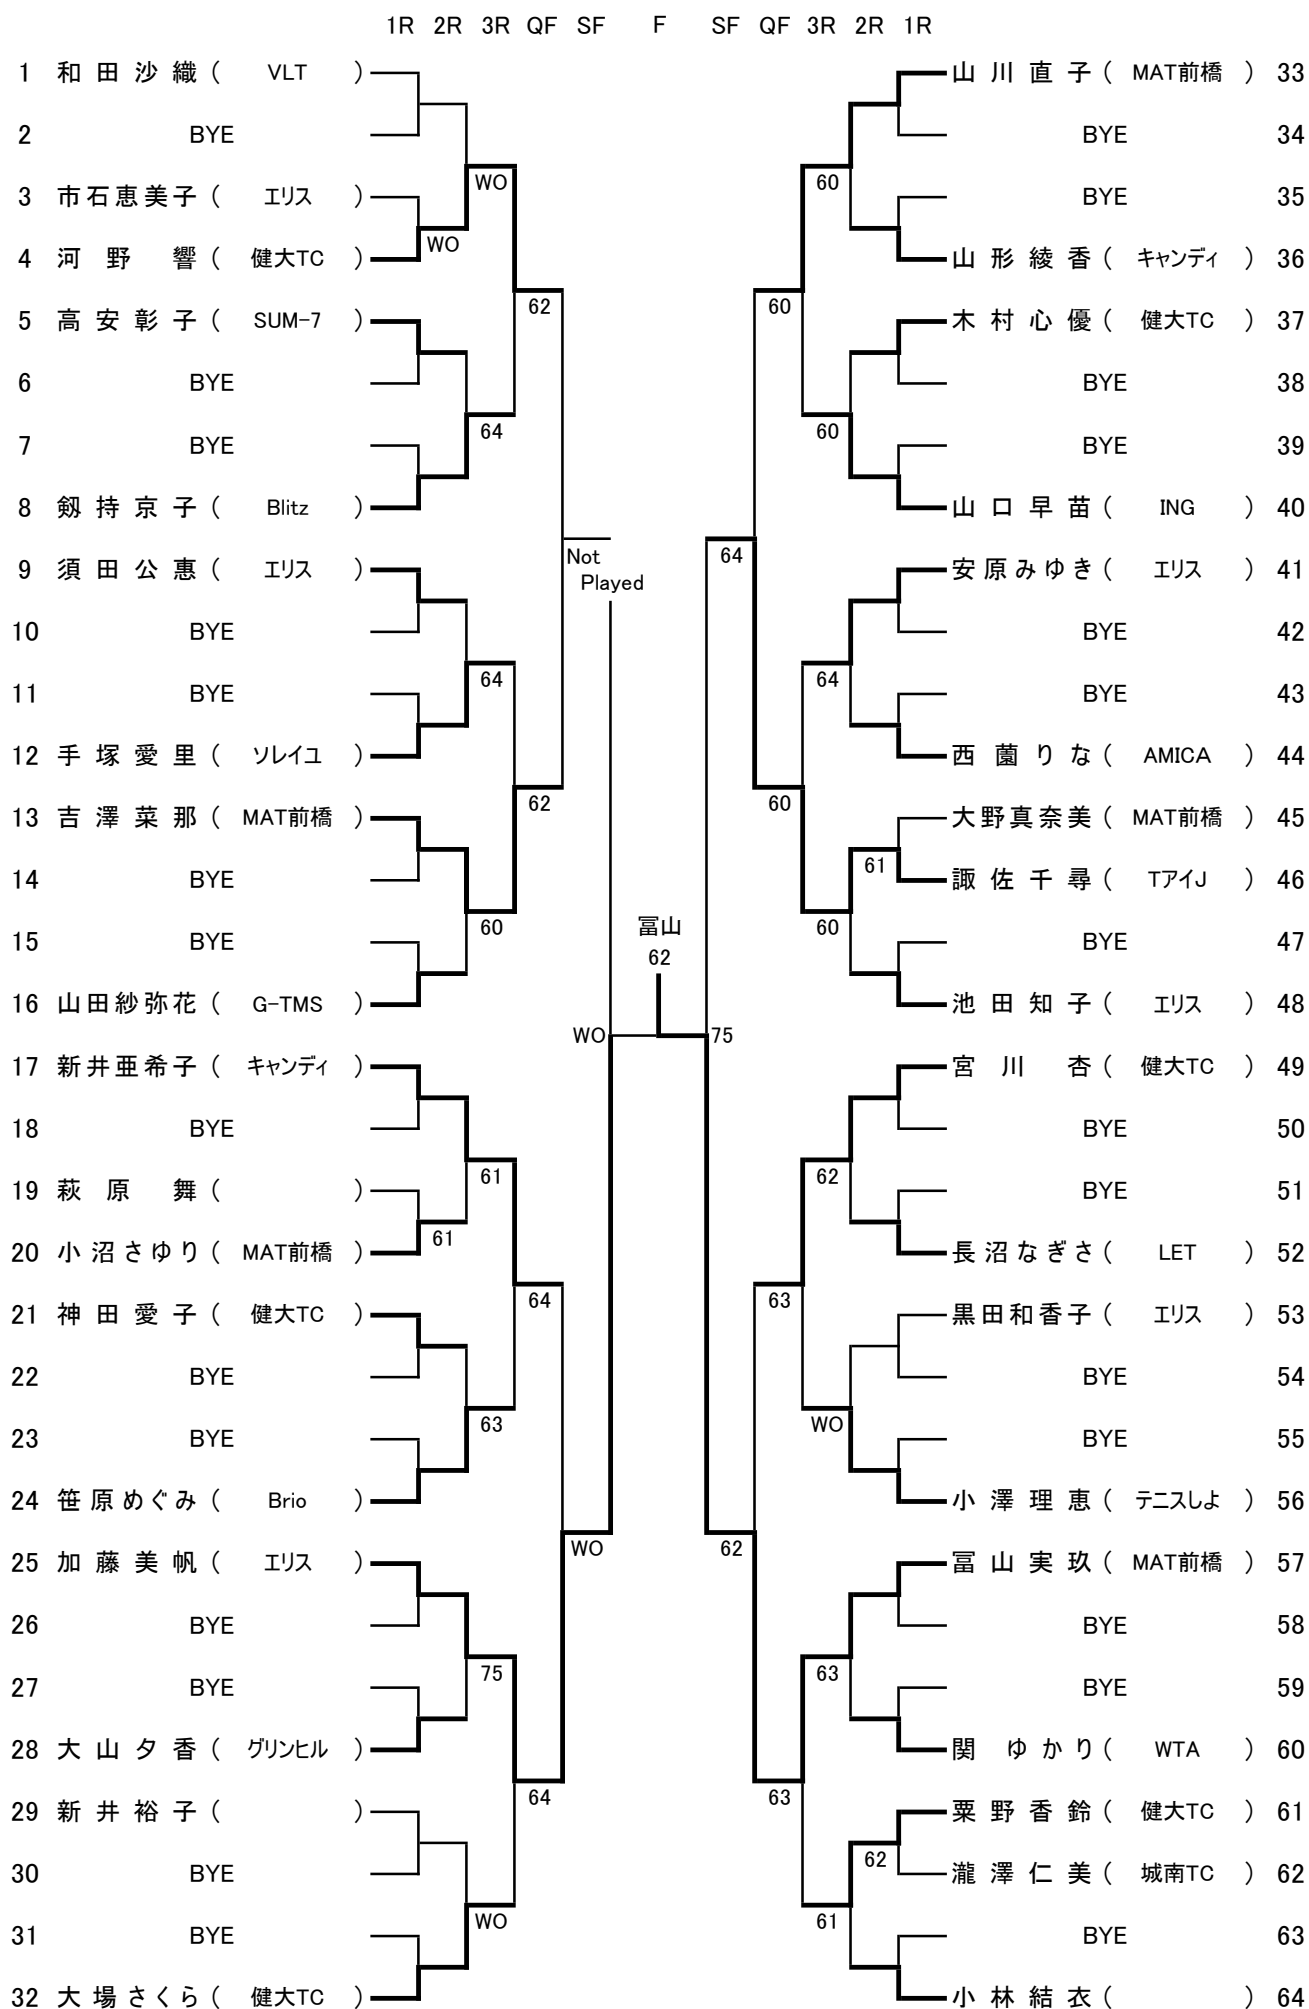 1R 2R 3R QF SF F SF QF 3R 2R 1R
1 和田沙織 ( VLT ) 山川直子 ( MAT前橋 ) 33
2 BYE BYE 34
WO 60
3 市石恵美子 ( エリス ) BYE 35
WO
4 河野 響 ( 健大TC ) 山形綾香 ( キャンディ ) 36
62 60
5 高安彰子 ( SUM-7 ) 木村心優 ( 健大TC ) 37
6 BYE BYE 38
64 60
7 BYE BYE 39
8 剱持京子 ( Blitz ) 山口早苗 ( ING ) 40
Not 64
9 須田公惠 ( エリス ) 安原みゆき ( エリス ) 41
Played
10 BYE BYE 42
64 64
11 BYE BYE 43
12 手塚愛里 ( ソレイユ ) 西薗りな ( AMICA ) 44
62 60
13 吉澤菜那 ( MAT前橋 ) 大野真奈美 ( MAT前橋 ) 45
61
14 BYE 諏佐千尋 ( TアイJ ) 46
60 冨山 60
15 BYE BYE 47
62
16 山田紗弥花 ( G-TMS ) 池田知子 ( エリス ) 48
WO 75
17 新井亜希子 ( キャンディ ) 宮川 杏 ( 健大TC ) 49
18 BYE BYE 50
61 62
19 萩原 舞 ( ) BYE 51
61
20 小沼さゆり ( MAT前橋 ) 長沼なぎさ ( LET ) 52
64 63
21 神田愛子 ( 健大TC ) 黒田和香子 ( エリス ) 53
22 BYE BYE 54
63 WO
23 BYE BYE 55
24 笹原めぐみ ( Brio ) 小澤理恵 ( テニスしよ ) 56
WO 62
25 加藤美帆 ( エリス ) 冨山実玖 ( MAT前橋 ) 57
26 BYE BYE 58
75 63
27 BYE BYE 59
28 大山夕香 ( グリンヒル ) 関 ゆかり ( WTA ) 60
64 63
29 新井裕子 ( ) 粟野香鈴 ( 健大TC ) 61
62
30 BYE 瀧澤仁美 ( 城南TC ) 62
WO 61
31 BYE BYE 63
32 大場さくら ( 健大TC ) 小林結衣 ( ) 64